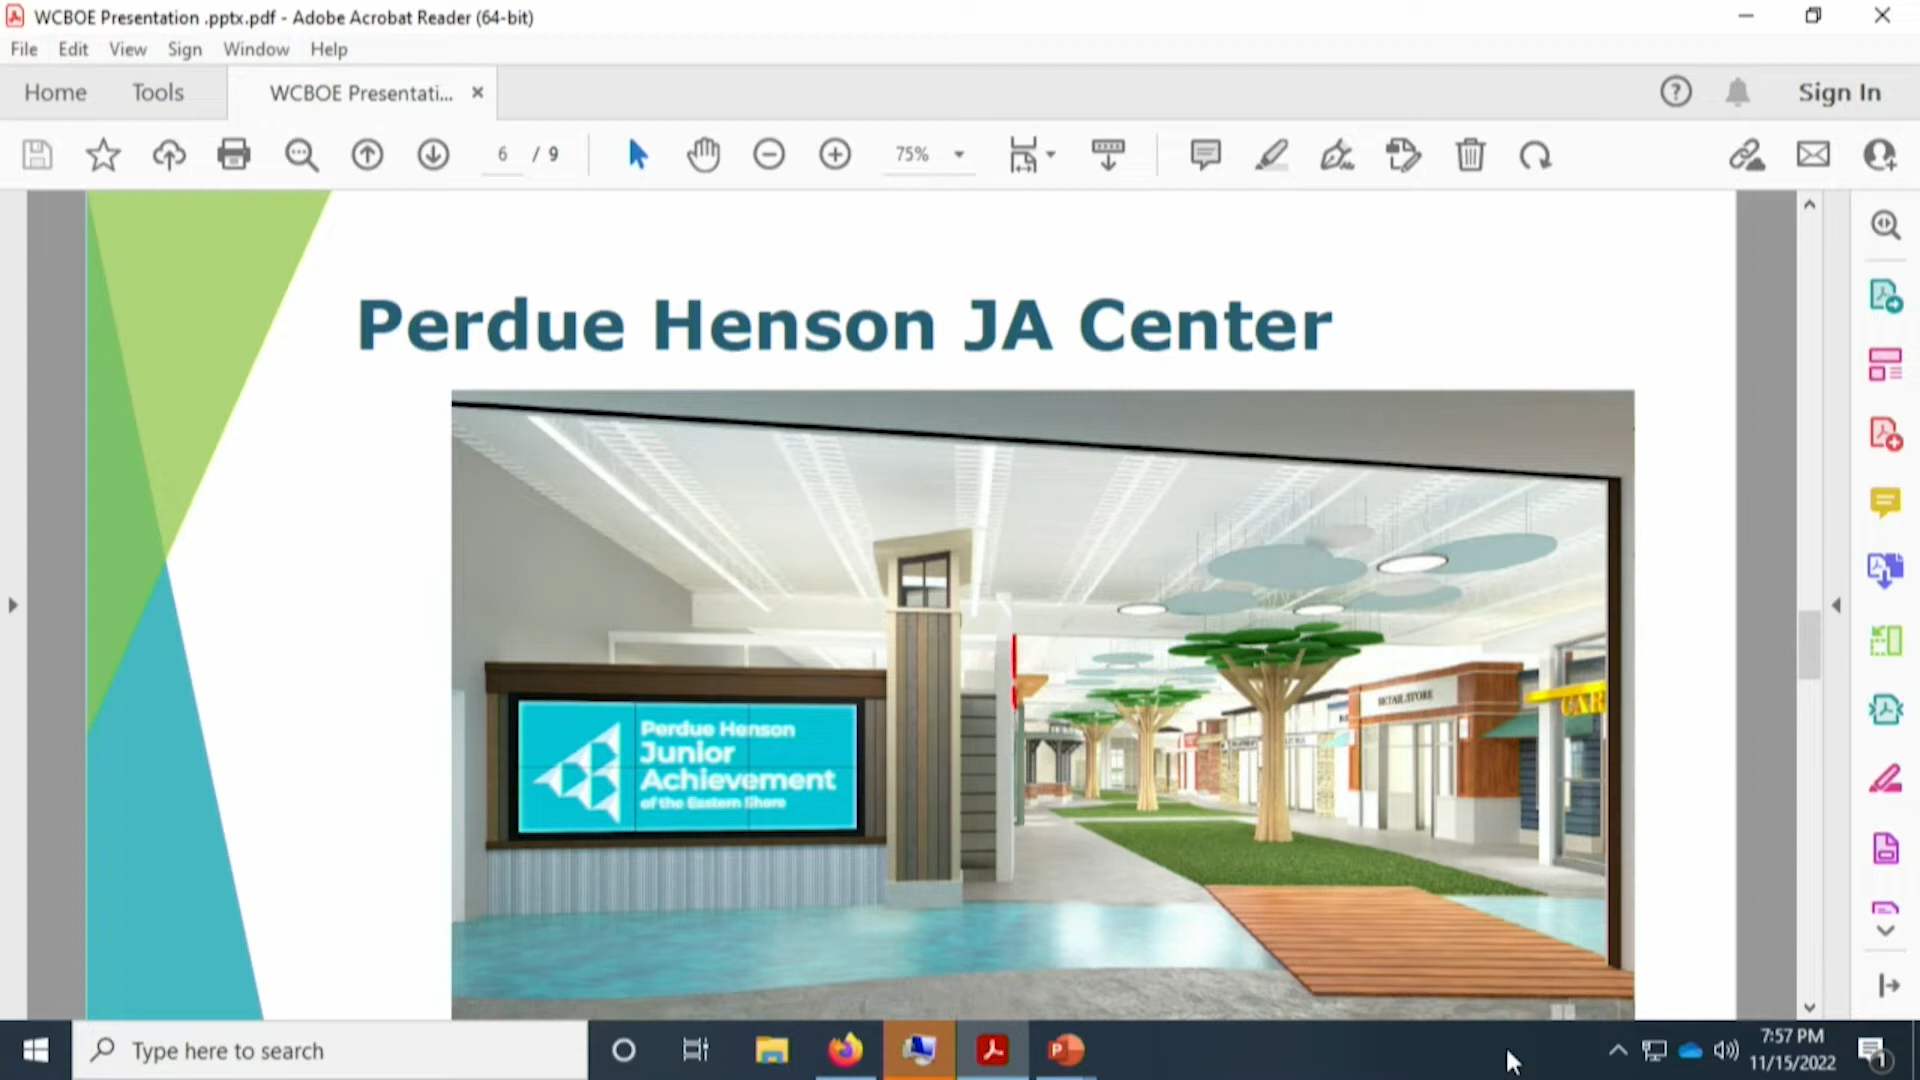 WCBOE Presentation .pptx.pdf - Adobe Acrobat Reader (64-bit)
File Edit View Sign Window Help
Home Tools WCBOE Presentati... × Sign In
6 / 9 75%
Perdue Henson JA Center
Perdue Henson
Junior
Achievement
of the Eastern Shore
RETAIL STORE
CAR
Type here to search
7:57 PM
11/15/2022
1